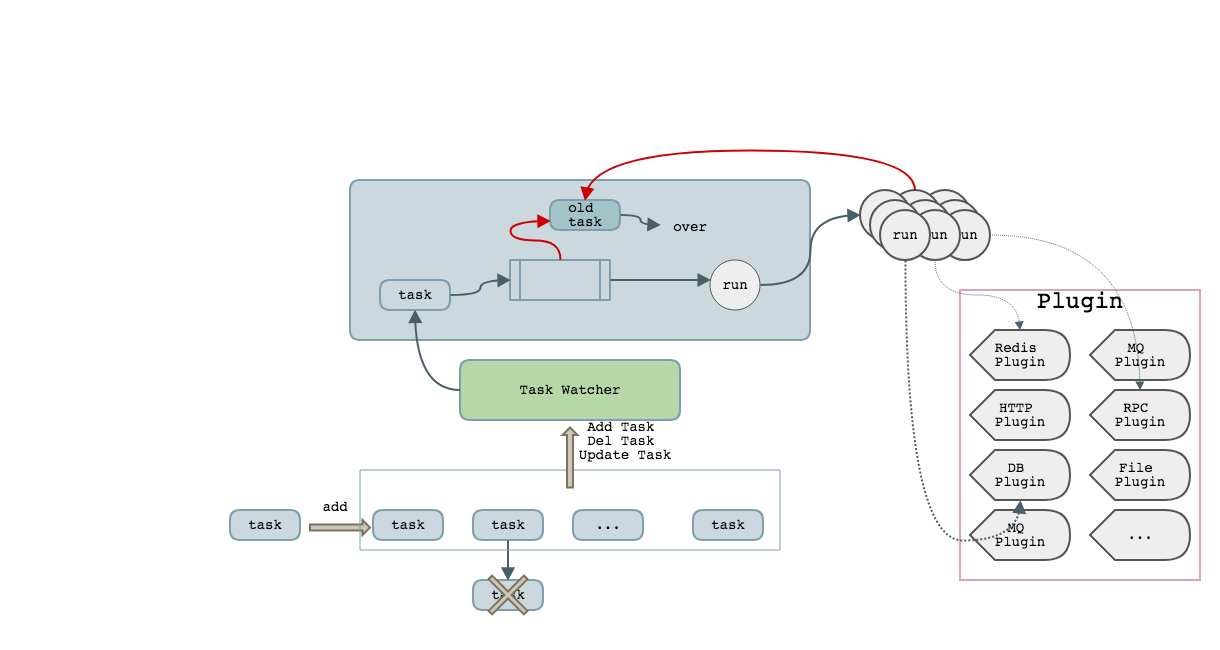 old
task
over
task
run
run
un
un
Plugin
Redis
Plugin
MQ
Plugin
HTTP
Plugin
RPC
Plugin
DB
Plugin
File
Plugin
MQ
Plugin
...
Task Watcher
Add Task
Del Task
Update Task
add
task
task
task
...
task
task